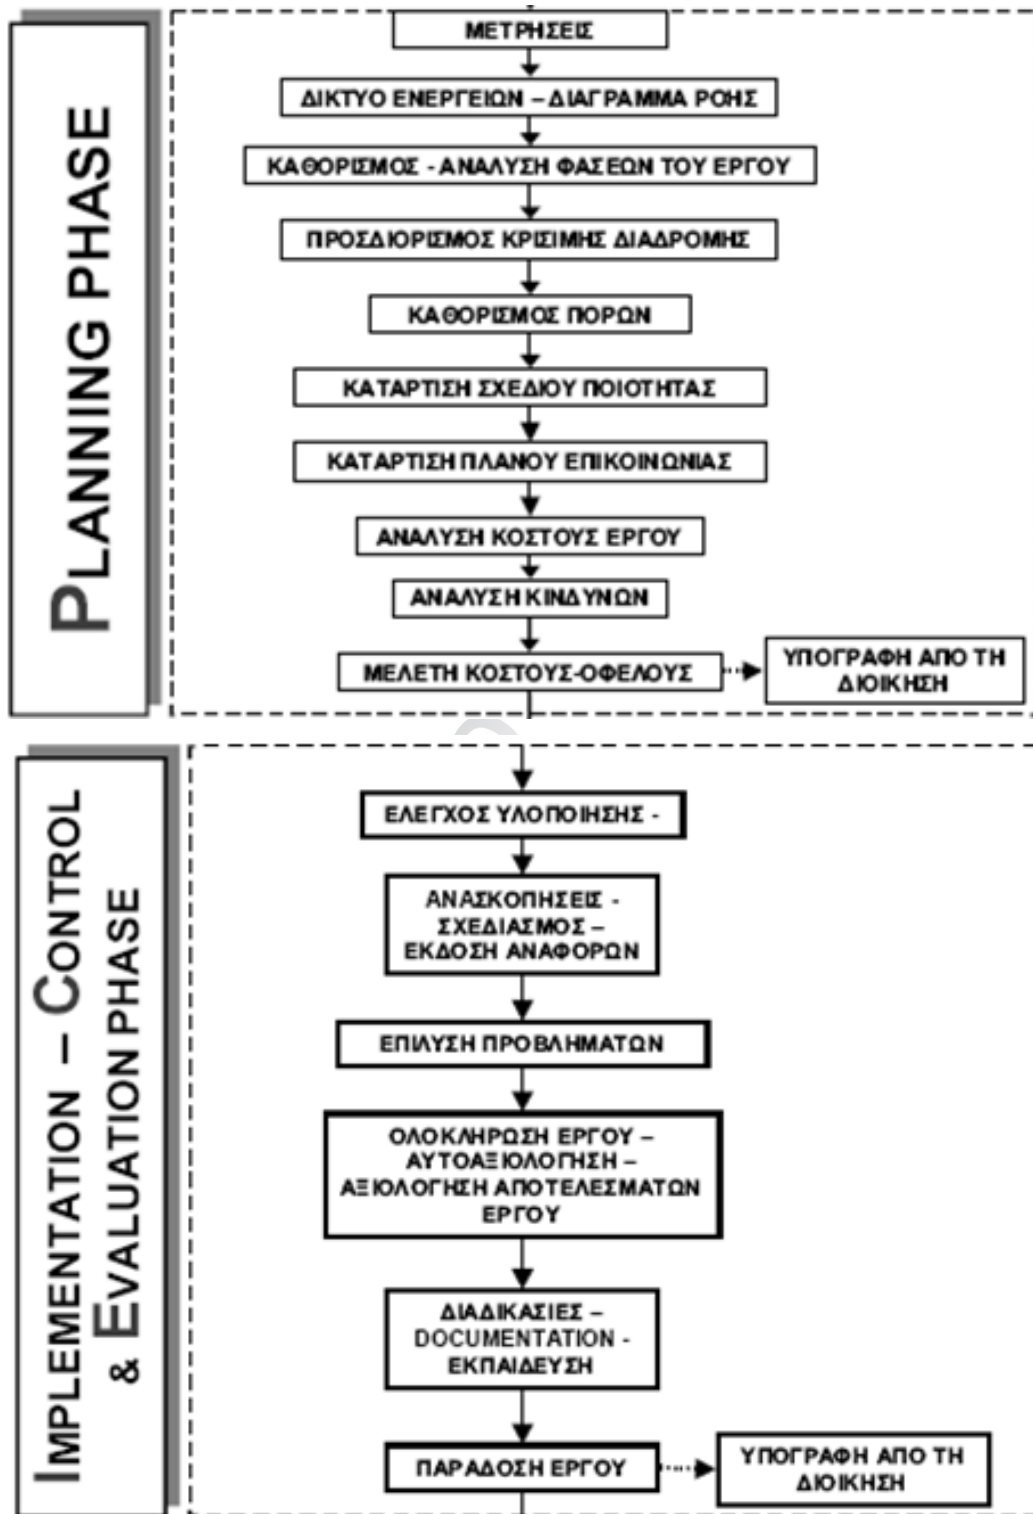 PLANNING PHASE
ΜΕΤΡΗΣΕΙΣ
ΔΙΚΤΥΟ ΕΝΕΡΓΕΙΩΝ – ΔΙΑΓΡΑΜΜΑ ΡΟΗΣ
ΚΑΘΟΡΙΣΜΟΣ - ΑΝΑΛΥΣΗ ΦΑΣΕΩΝ ΤΟΥ ΕΡΓΟΥ
ΠΡΟΣΔΙΟΡΙΣΜΟΣ ΚΡΙΣΙΜΗΣ ΔΙΑΔΡΟΜΗΣ
ΚΑΘΟΡΙΣΜΟΣ ΠΟΡΩΝ
ΚΑΤΑΡΤΙΣΗ ΣΧΕΔΙΟΥ ΠΟΙΟΤΗΤΑΣ
ΚΑΤΑΡΤΙΣΗ ΠΛΑΝΟΥ ΕΠΙΚΟΙΝΩΝΙΑΣ
ΑΝΑΛΥΣΗ ΚΟΣΤΟΥΣ ΕΡΓΟΥ
ΑΝΑΛΥΣΗ ΚΙΝΔΥΝΩΝ
ΜΕΛΕΤΗ ΚΟΣΤΟΥΣ-ΟΦΕΛΟΥΣ
ΥΠΟΓΡΑΦΗ ΑΠΟ ΤΗ
ΔΙΟΙΚΗΣΗ
IMPLEMENTATION – CONTROL
& EVALUATION PHASE
ΕΛΕΓΧΟΣ ΥΛΟΠΟΙΗΣΗΣ -
ΑΝΑΣΚΟΠΗΣΕΙΣ -
ΣΧΕΔΙΑΣΜΟΣ –
ΕΚΔΟΣΗ ΑΝΑΦΟΡΩΝ
ΕΠΙΛΥΣΗ ΠΡΟΒΛΗΜΑΤΩΝ
ΟΛΟΚΛΗΡΩΣΗ ΕΡΓΟΥ –
ΑΥΤΟΑΞΙΟΛΟΓΗΣΗ –
ΑΞΙΟΛΟΓΗΣΗ ΑΠΟΤΕΛΕΣΜΑΤΩΝ
ΕΡΓΟΥ
ΔΙΑΔΙΚΑΣΙΕΣ –
DOCUMENTATION -
ΕΚΠΑΙΔΕΥΣΗ
ΠΑΡΑΔΟΣΗ ΕΡΓΟΥ
ΥΠΟΓΡΑΦΗ ΑΠΟ ΤΗ
ΔΙΟΙΚΗΣΗ